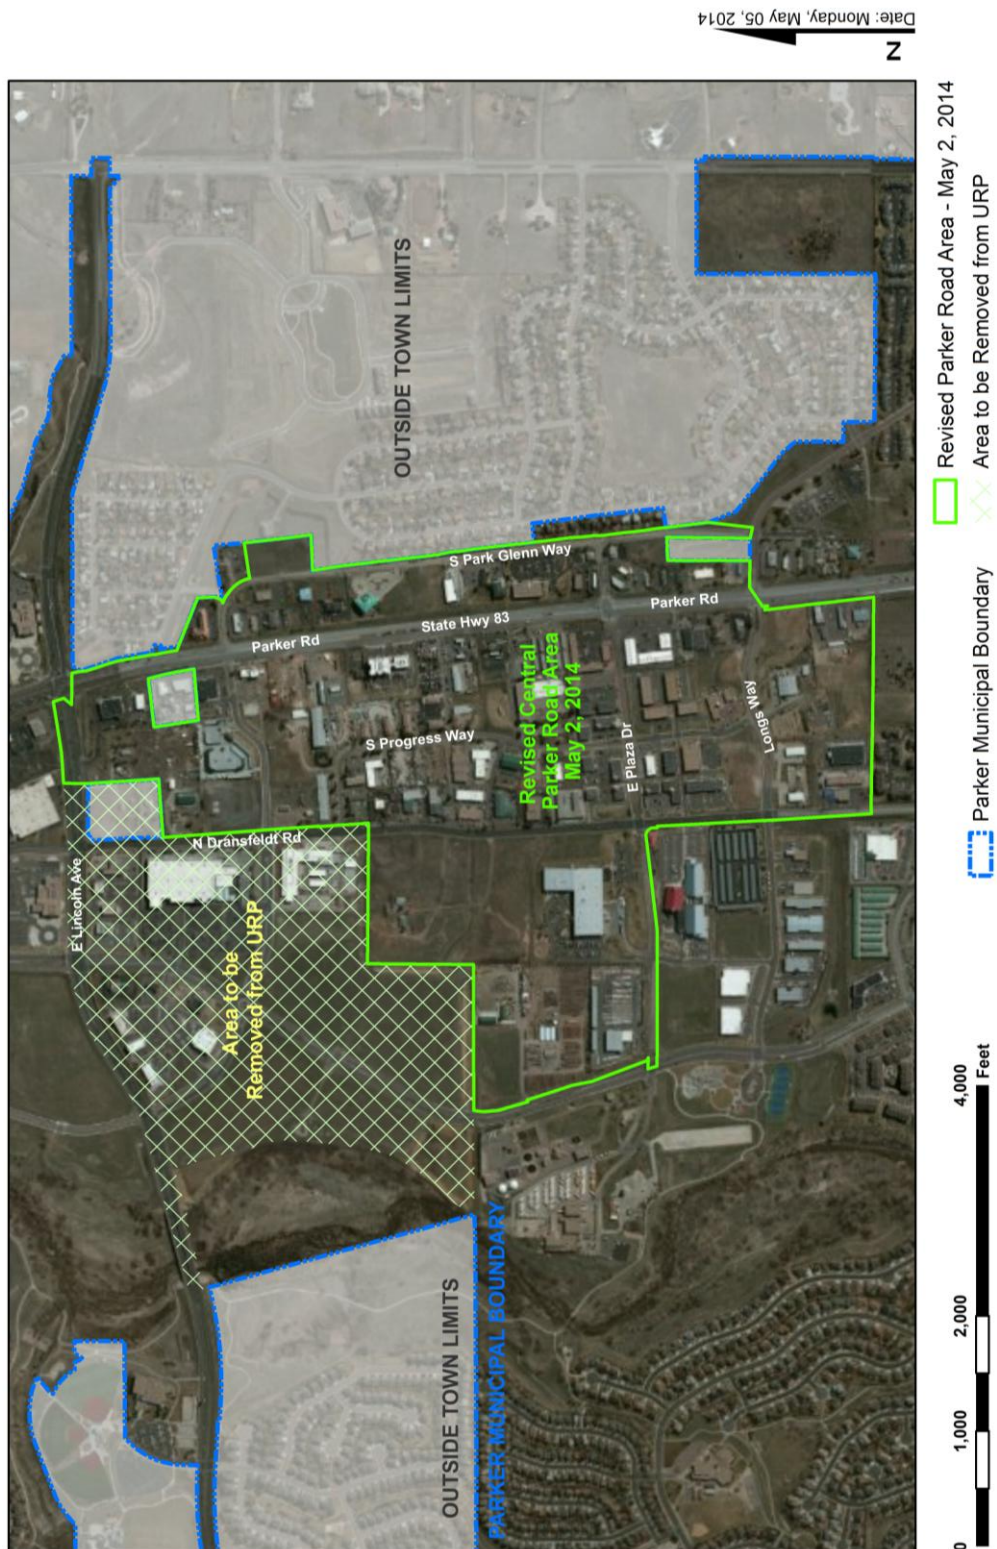 Date: Monday, May 05, 2014
N
OUTSIDE TOWN LIMITS
S Park Glenn Way
Parker Rd
State Hwy 83
Parker Rd
S Progress Way
Revised Central
Parker Road Area
May 2, 2014
E Plaza Dr
Longs Way
N Dransfeldt Rd
E Lincoln Ave
Area to be
Removed from URP
OUTSIDE TOWN LIMITS
PARKER MUNICIPAL BOUNDARY
Revised Parker Road Area - May 2, 2014
Area to be Removed from URP
Parker Municipal Boundary
0
1,000
2,000
4,000
Feet